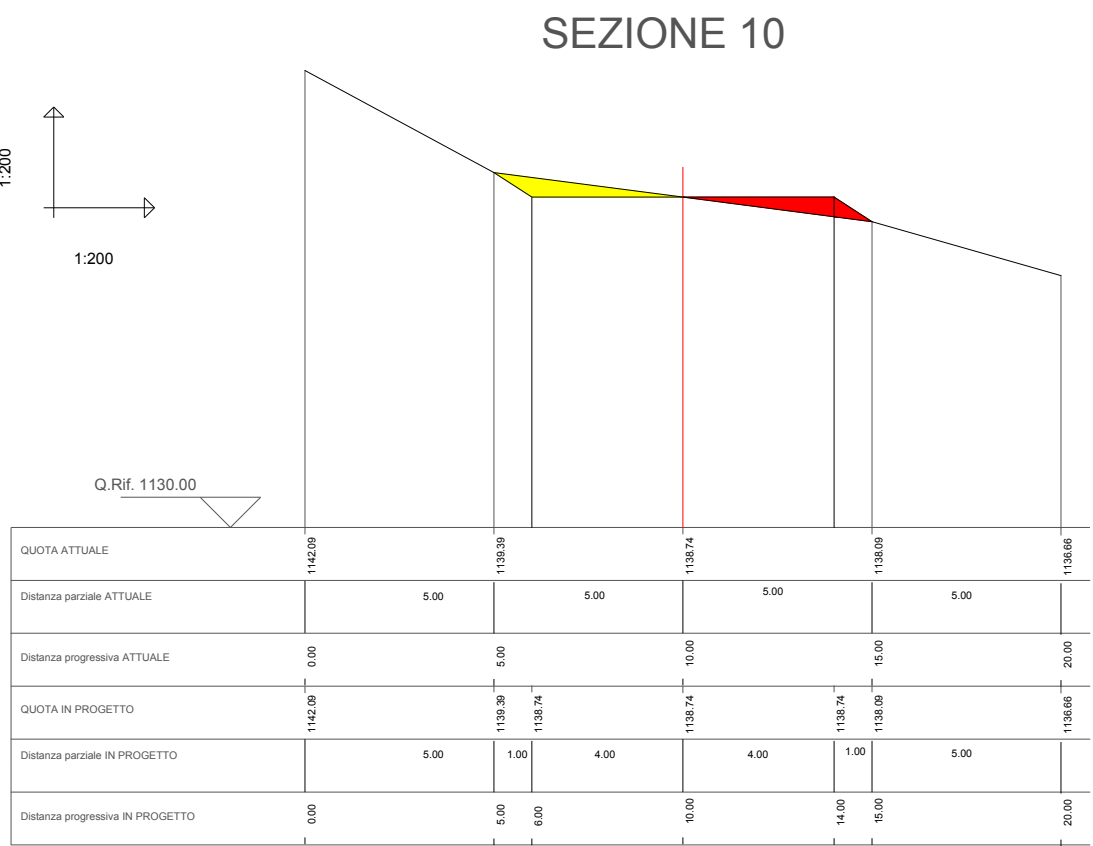 SEZIONE 10
1:200
1:200
Q.Rif. 1130.00
QUOTA ATTUALE 1142.09 1139.39 1138.74 1138.09 1136.66
Distanza parziale ATTUALE 5.00 5.00 5.00 5.00
Distanza progressiva ATTUALE 0.00 5.00 10.00 15.00 20.00
QUOTA IN PROGETTO 1142.09 1139.39 1138.74 1138.74 1138.74 1138.09 1136.66
Distanza parziale IN PROGETTO 5.00 1.00 4.00 4.00 1.00 5.00
Distanza progressiva IN PROGETTO 0.00 5.00 6.00 10.00 14.00 15.00 20.00